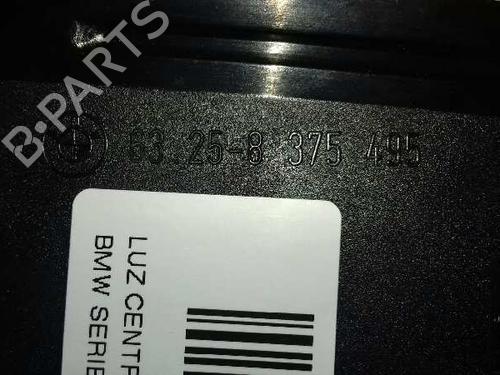 B-PARTS
63.25-8 375 495
LUZ CENTR
BMW SERIE